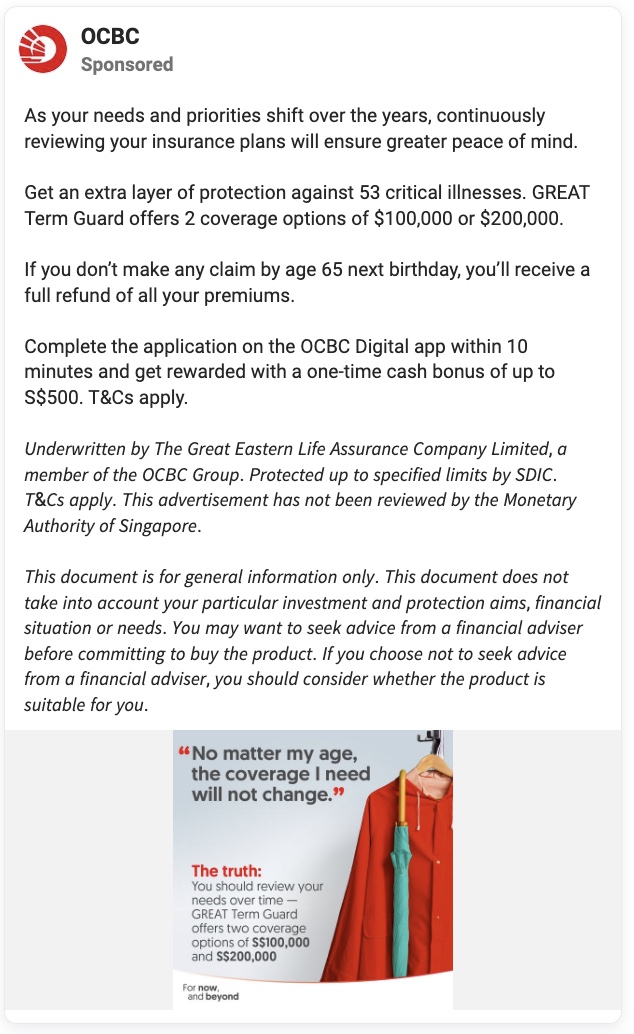 OCBC
Sponsored
As your needs and priorities shift over the years, continuously
reviewing your insurance plans will ensure greater peace of mind.
Get an extra layer of protection against 53 critical illnesses. GREAT
Term Guard offers 2 coverage options of $100,000 or $200,000.
If you don’t make any claim by age 65 next birthday, you’ll receive a
full refund of all your premiums.
Complete the application on the OCBC Digital app within 10
minutes and get rewarded with a one-time cash bonus of up to
S$500. T&Cs apply.
Underwritten by The Great Eastern Life Assurance Company Limited, a
member of the OCBC Group. Protected up to specified limits by SDIC.
T&Cs apply. This advertisement has not been reviewed by the Monetary
Authority of Singapore.
This document is for general information only. This document does not
take into account your particular investment and protection aims, financial
situation or needs. You may want to seek advice from a financial adviser
before committing to buy the product. If you choose not to seek advice
from a financial adviser, you should consider whether the product is
suitable for you.
“No matter my age,
the coverage I need
will not change.”
The truth:
You should review your
needs over time —
GREAT Term Guard
offers two coverage
options of S$100,000
and S$200,000
For now,
and beyond